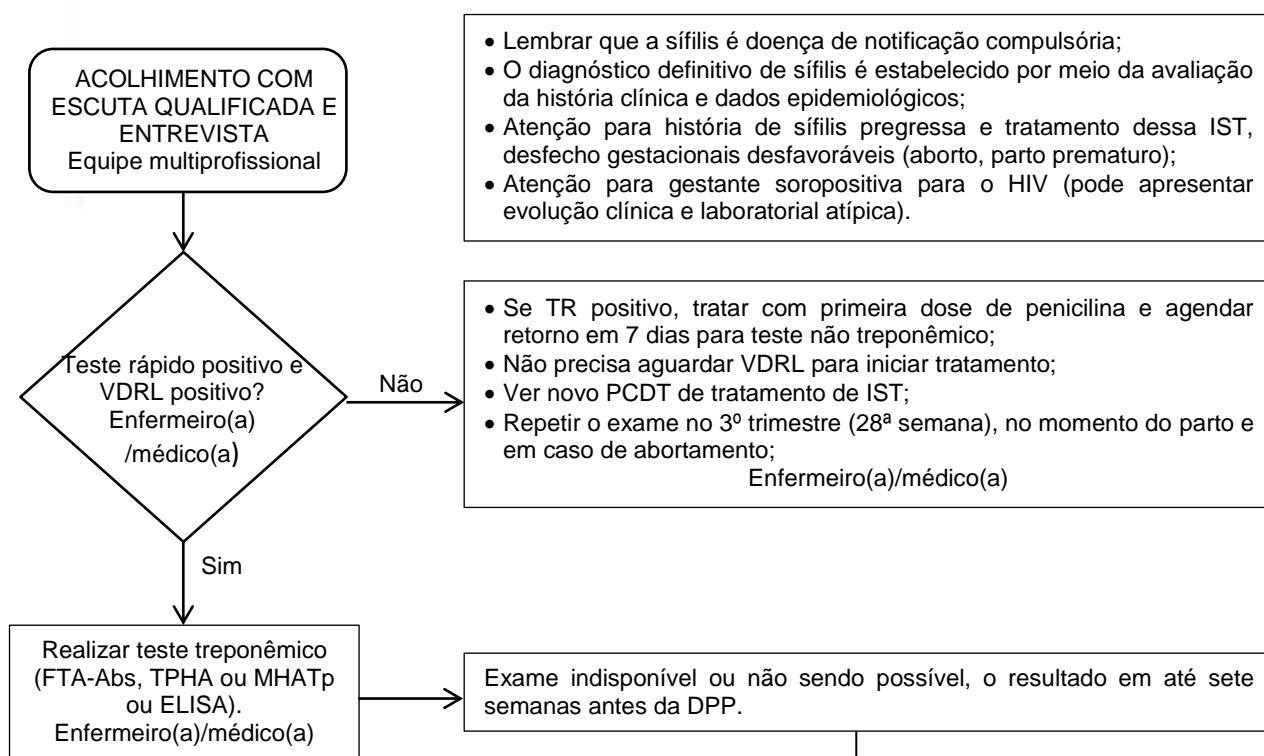 ACOLHIMENTO COM
ESCUTA QUALIFICADA E
ENTREVISTA
Equipe multiprofissional
• Lembrar que a sífilis é doença de notificação compulsória;
• O diagnóstico definitivo de sífilis é estabelecido por meio da avaliação
da história clínica e dados epidemiológicos;
• Atenção para história de sífilis pregressa e tratamento dessa IST,
desfecho gestacionais desfavoráveis (aborto, parto prematuro);
• Atenção para gestante soropositiva para o HIV (pode apresentar
evolução clínica e laboratorial atípica).
Teste rápido positivo e
VDRL positivo?
Enfermeiro(a)
/médico(a)
Não
• Se TR positivo, tratar com primeira dose de penicilina e agendar
retorno em 7 dias para teste não treponêmico;
• Não precisa aguardar VDRL para iniciar tratamento;
• Ver novo PCDT de tratamento de IST;
• Repetir o exame no 3º trimestre (28ª semana), no momento do parto e
em caso de abortamento;
Enfermeiro(a)/médico(a)
Sim
Realizar teste treponêmico
(FTA-Abs, TPHA ou MHATp
ou ELISA).
Enfermeiro(a)/médico(a)
Exame indisponível ou não sendo possível, o resultado em até sete
semanas antes da DPP.